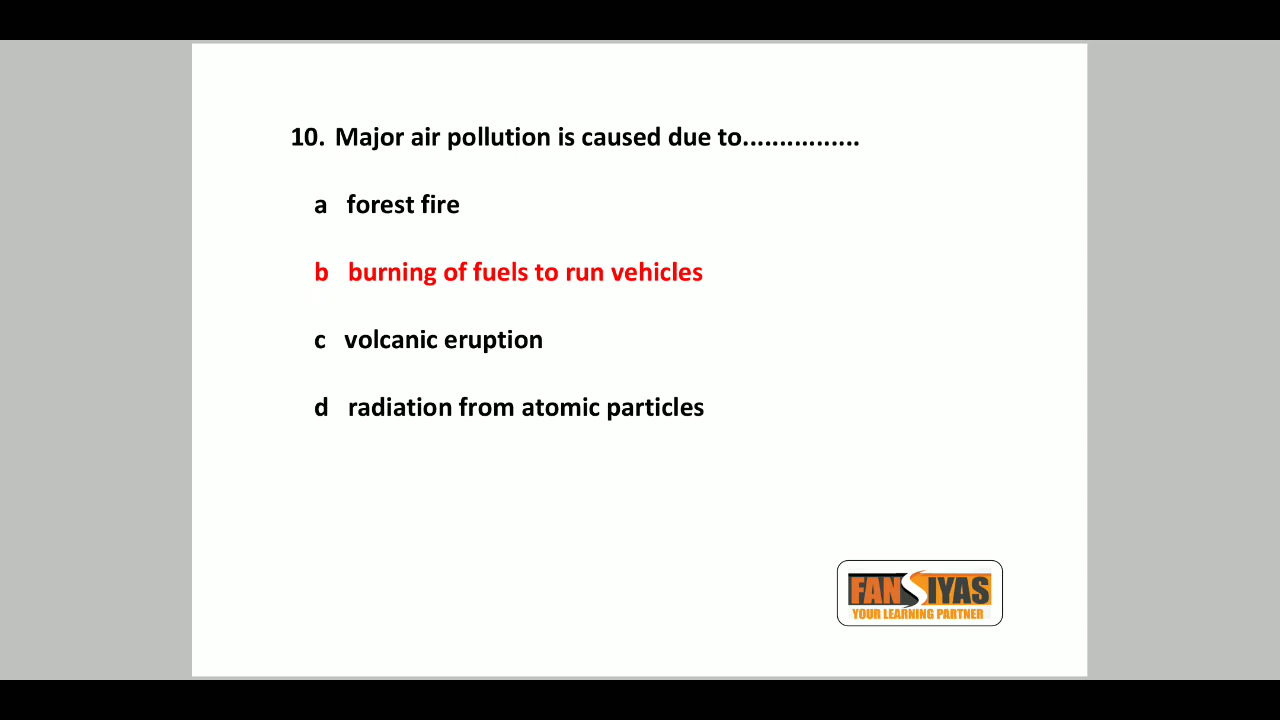 10. Major air pollution is caused due to................
a forest fire
b burning of fuels to run vehicles
c volcanic eruption
d radiation from atomic particles
FANSIYAS
YOUR LEARNING PARTNER